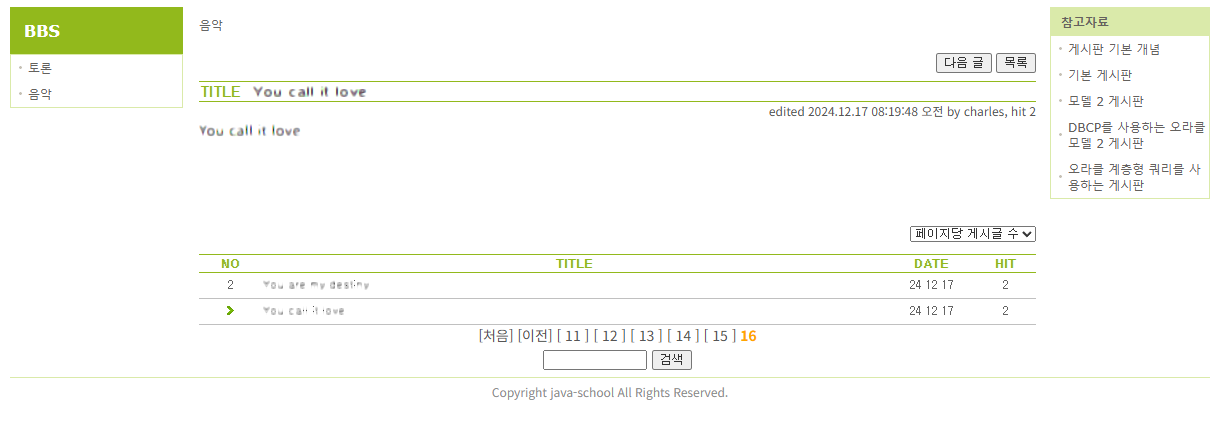 BBS
토론
음악
음악
다음 글 목록
TITLE You call it love
edited 2024.12.17 08:19:48 오전 by charles, hit 2
You call it love
페이지당 게시글 수
NO TITLE DATE HIT
2 You are my destiny 24 12 17 2
You call it love 24 12 17 2
[처음] [이전] [ 11 ] [ 12 ] [ 13 ] [ 14 ] [ 15 ] 16
검색
참고자료
게시판 기본 개념
기본 게시판
모델 2 게시판
DBCP를 사용하는 오라클
모델 2 게시판
오라클 계층형 쿼리를 사
용하는 게시판
Copyright java-school All Rights Reserved.